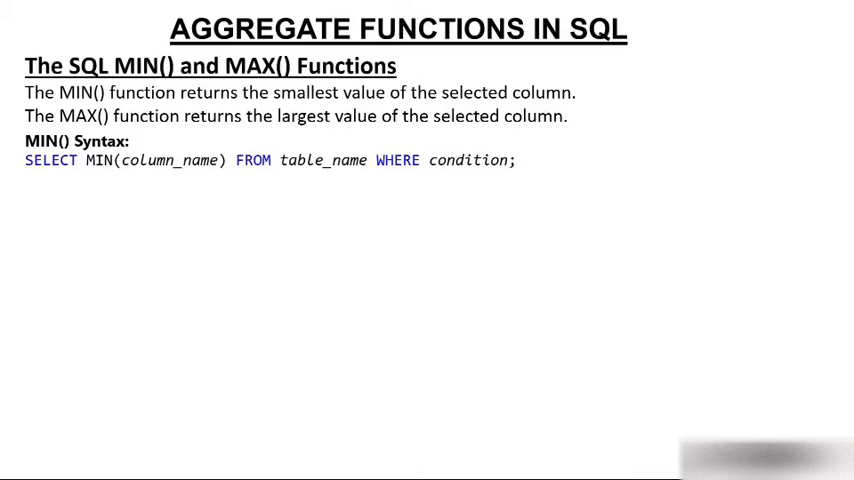 AGGREGATE FUNCTIONS IN SQL
The SQL MIN() and MAX() Functions
The MIN() function returns the smallest value of the selected column.
The MAX() function returns the largest value of the selected column.
MIN() Syntax:
SELECT MIN(column_name) FROM table_name WHERE condition;